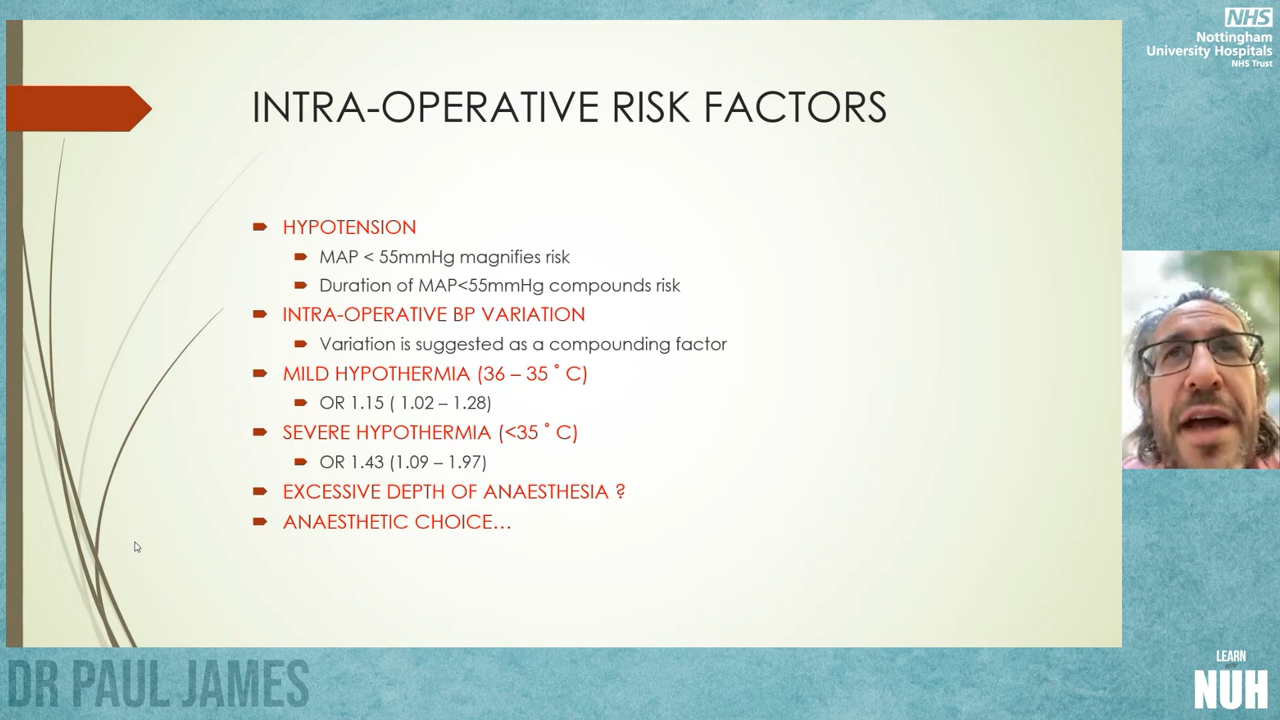 NHS
Nottingham
University Hospitals
NHS Trust
INTRA-OPERATIVE RISK FACTORS
HYPOTENSION
MAP < 55mmHg magnifies risk
Duration of MAP<55mmHg compounds risk
INTRA-OPERATIVE BP VARIATION
Variation is suggested as a compounding factor
MILD HYPOTHERMIA (36 – 35 ˚ C)
OR 1.15 ( 1.02 – 1.28)
SEVERE HYPOTHERMIA (<35 ˚ C)
OR 1.43 (1.09 – 1.97)
EXCESSIVE DEPTH OF ANAESTHESIA ?
ANAESTHETIC CHOICE…
DR PAUL JAMES
LEARN
NUH